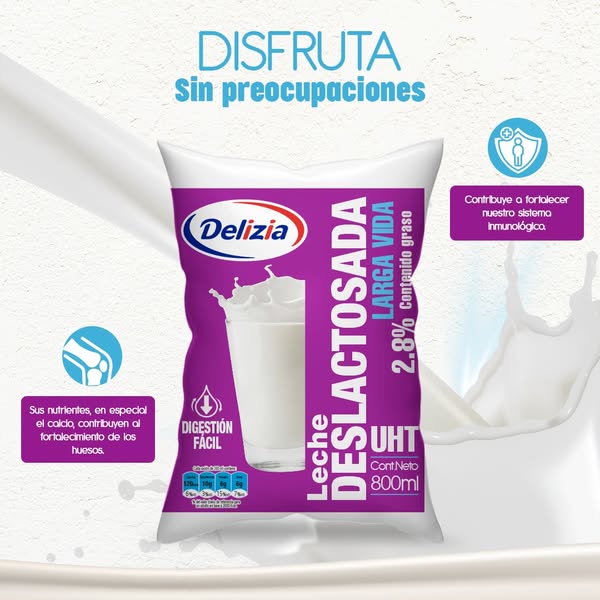 DISFRUTA
Sin preocupaciones
Contribuye a fortalecer
nuestro sistema
Inmunológico.
Delizia
Leche
DESLACTOSADA
LARGA VIDA
2.8% Contenido graso
DIGESTIÓN
FÁCIL
UHT
Cont.Neto
800ml
Sus nutrientes, en especial
el calcio, contribuyen al
fortalecimiento de los
huesos.